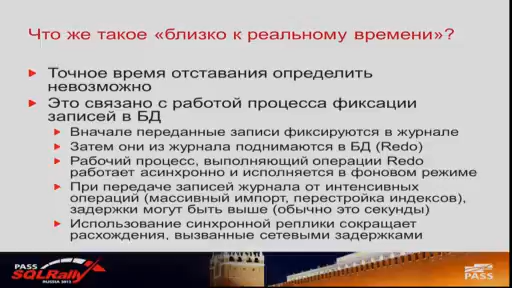 Что же такое «близко к реальному времени»?
Точное время отставания определить
невозможно
Это связано с работой процесса фиксации
записей в БД
Вначале переданные записи фиксируются в журнале
Затем они из журнала поднимаются в БД (Redo)
Рабочий процесс, выполняющий операции Redo
работает асинхронно и исполняется в фоновом режиме
При передаче записей журнала от интенсивных
операций (массивный импорт, перестройка индексов),
задержки могут быть выше (обычно это секунды)
Использование синхронной реплики сокращает
расхождения, вызванные сетевыми задержками
PASS
SQLRally
PASS